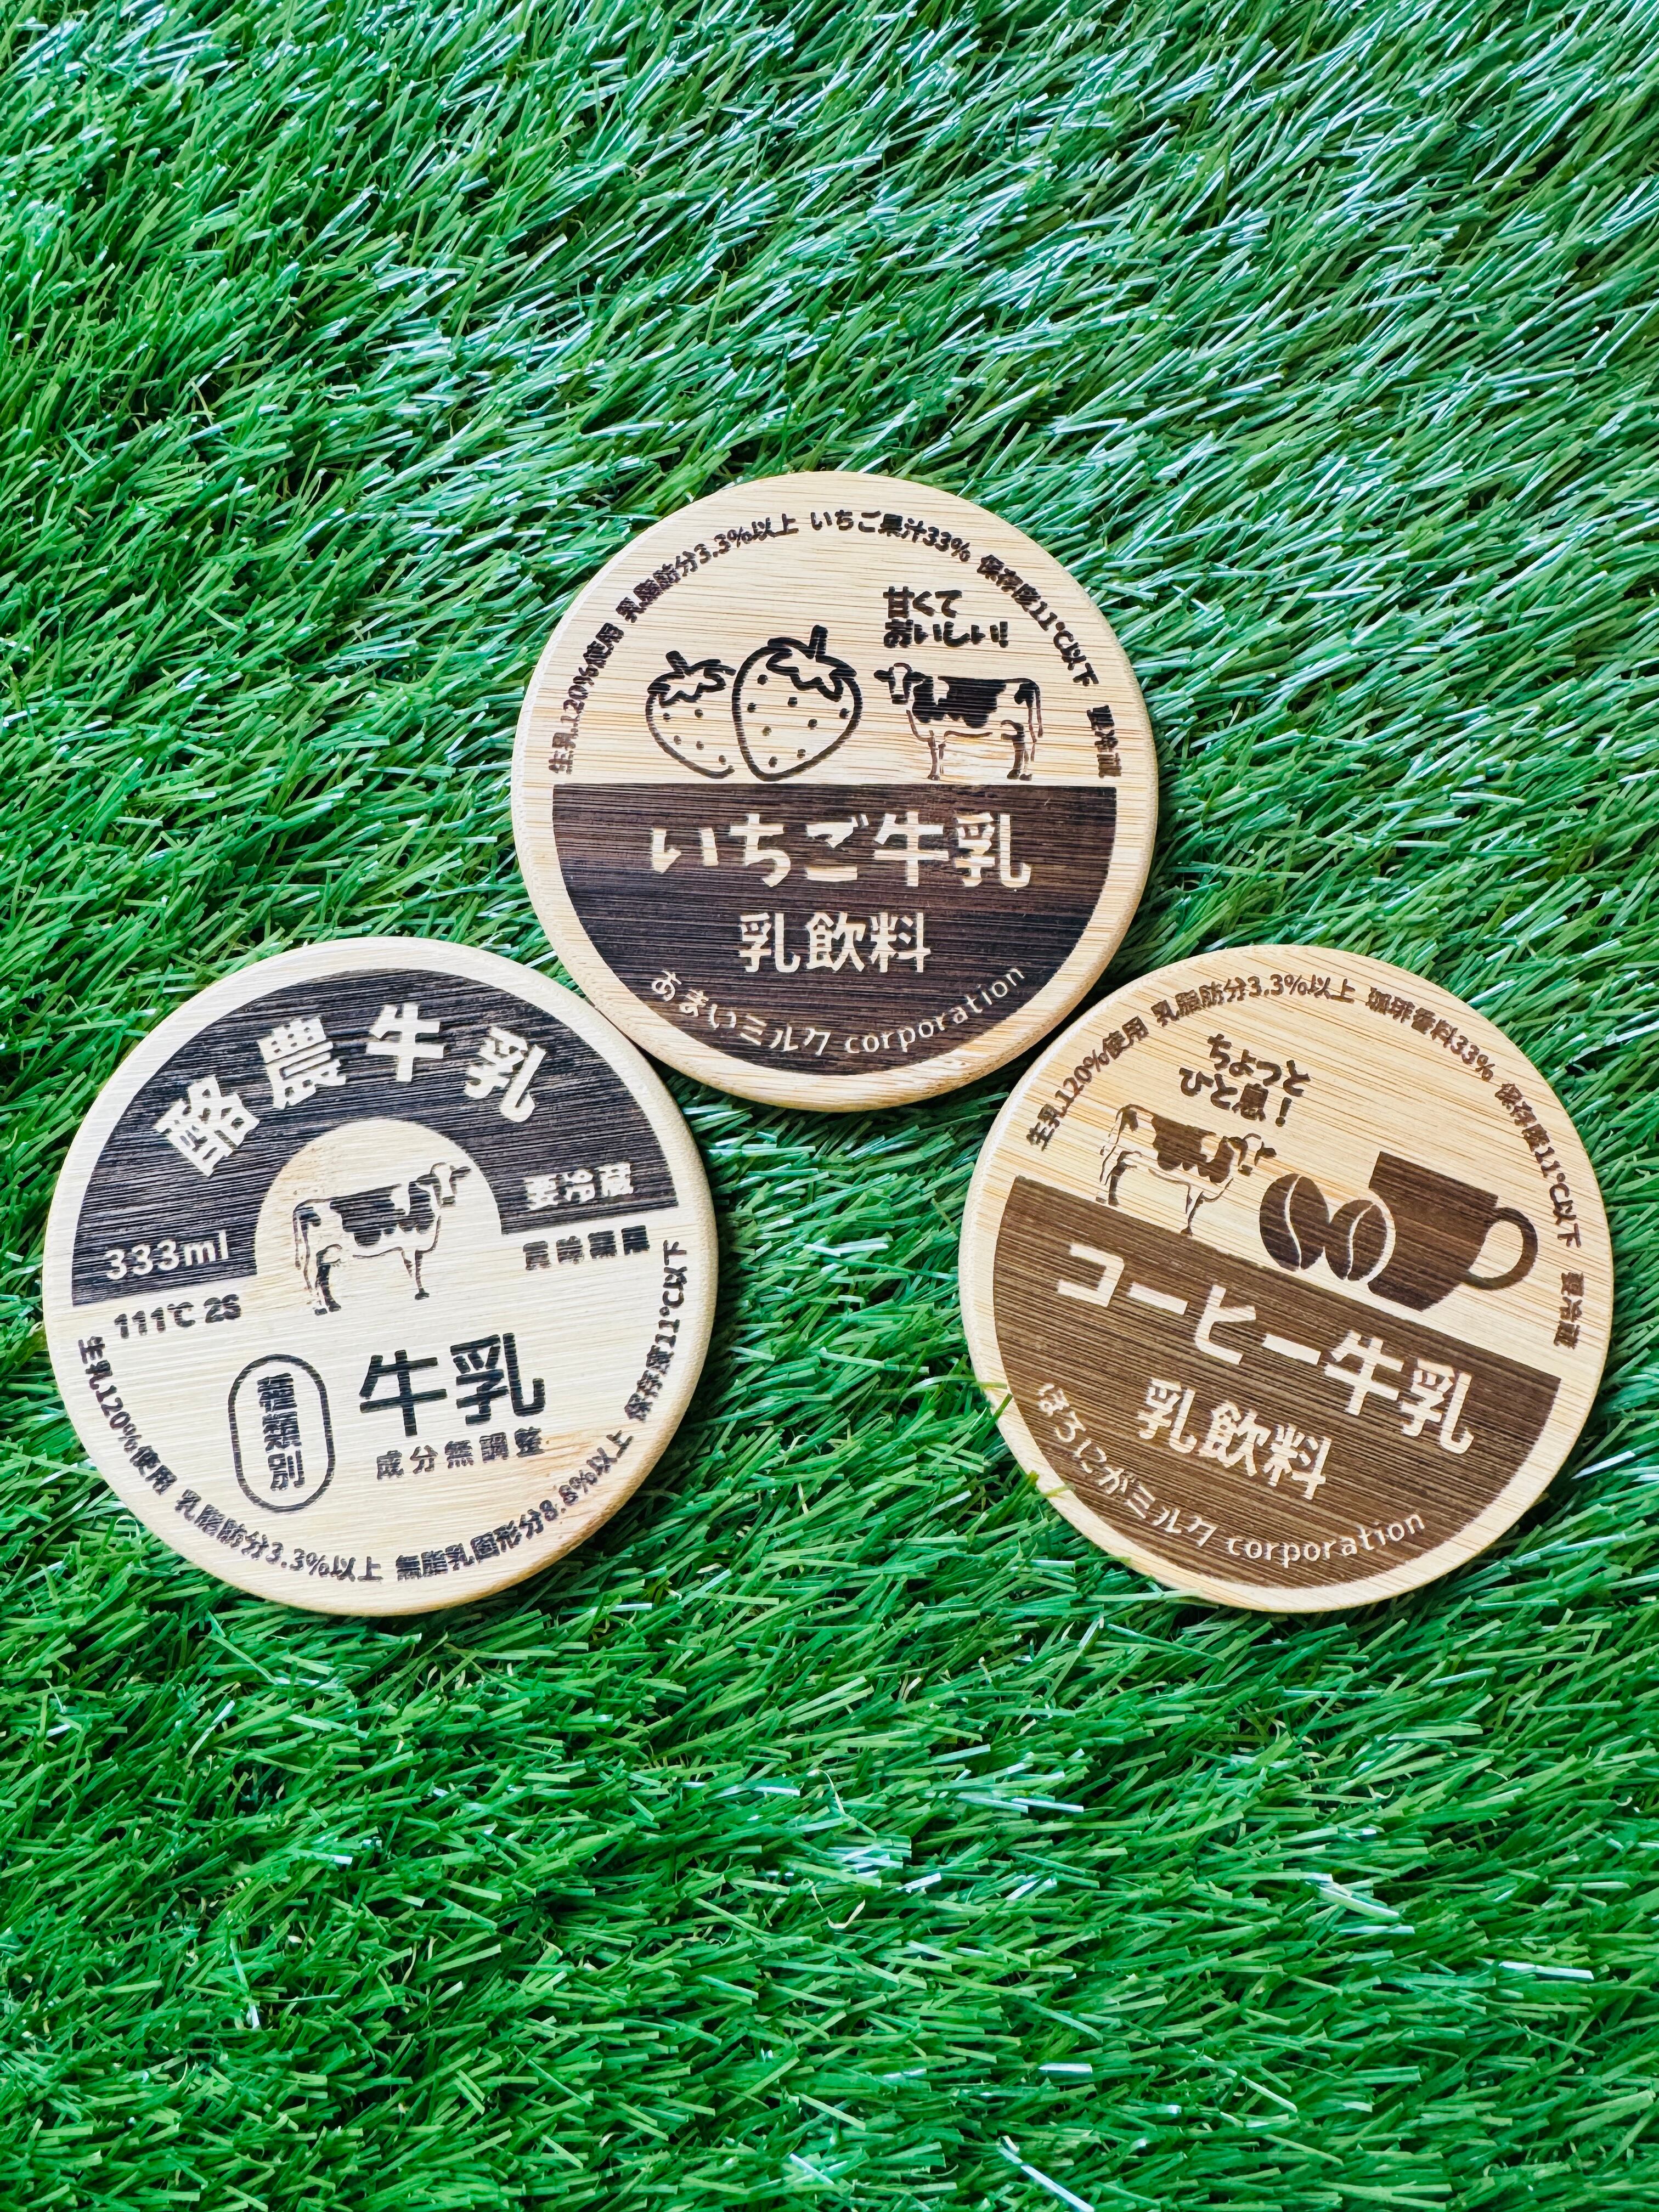 生乳120%使用 乳脂肪分3.3%以上 いちご果汁33% 保存度11℃以下 要冷蔵
甘くて
おいしい!
いちご牛乳
乳飲料
あまいミルク corporation
酪農牛乳
要冷蔵
333ml
賞味無限
111℃ 2S
種類別
牛乳
成分無調整
生乳120%使用 乳脂肪分3.3%以上 無脂乳固形分8.8%以上 保存度11℃以下
生乳120%使用 乳脂肪分3.3%以上 珈琲香料33% 保存度11℃以下 要冷蔵
ちょっと
ひと息!
コーヒー牛乳
乳飲料
ほろにがミルク corporation